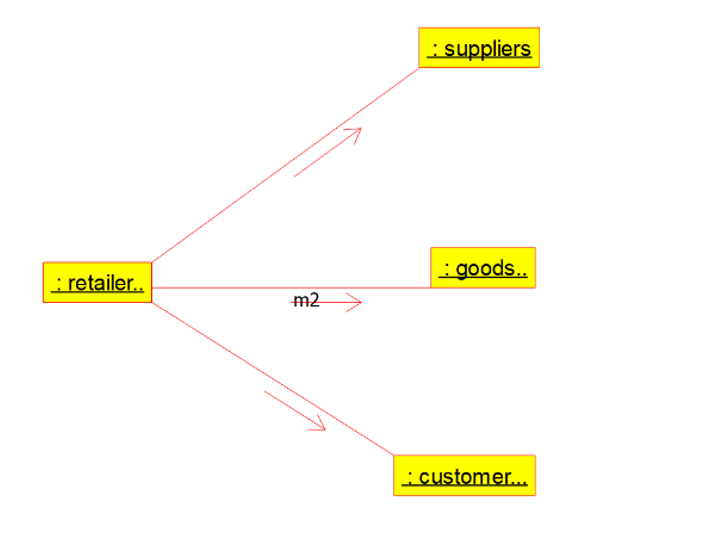 : suppliers
: goods..
: retailer..
m2
: customer...